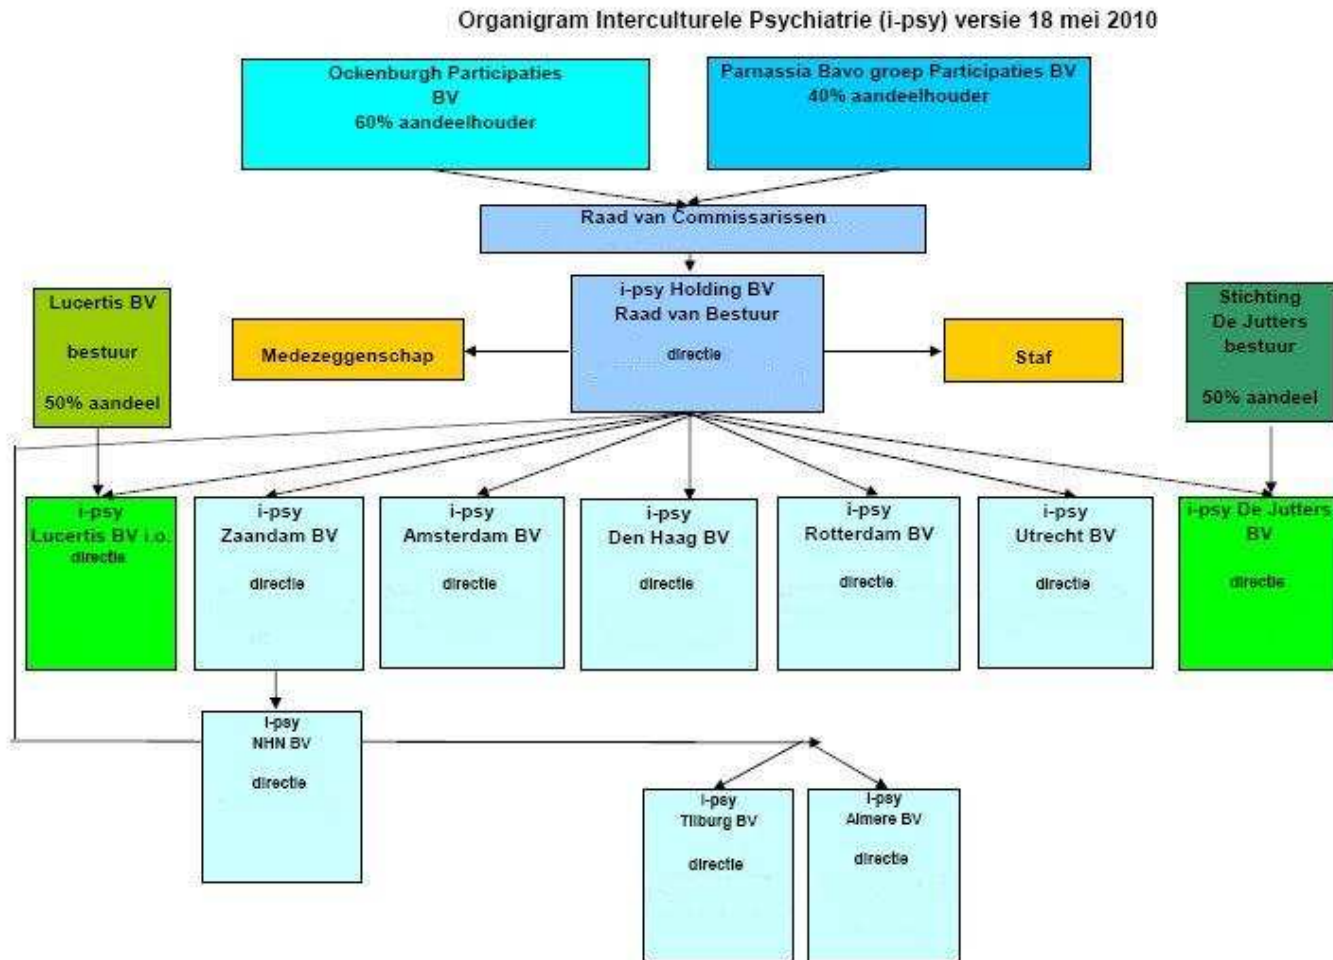 Organigram Interculturele Psychiatrie (i-psy) versie 18 mei 2010
Ockenburgh Participaties
BV
60% aandeelhouder
Parnassia Bavo groep Participaties BV
40% aandeelhouder
Raad van Commissarissen
i-psy Holding BV
Raad van Bestuur
directie
Lucertis BV
bestuur
50% aandeel
Medezeggenschap
Staf
Stichting
De Jutters
bestuur
50% aandeel
i-psy
Lucertis BV i.o.
directie
i-psy
Zaandam BV
directie
i-psy
Amsterdam BV
directie
i-psy
Den Haag BV
directie
i-psy
Rotterdam BV
directie
i-psy
Utrecht BV
directie
i-psy De Jutters
BV
directie
i-psy
NHN BV
directie
i-psy
Tilburg BV
directie
i-psy
Almere BV
directie